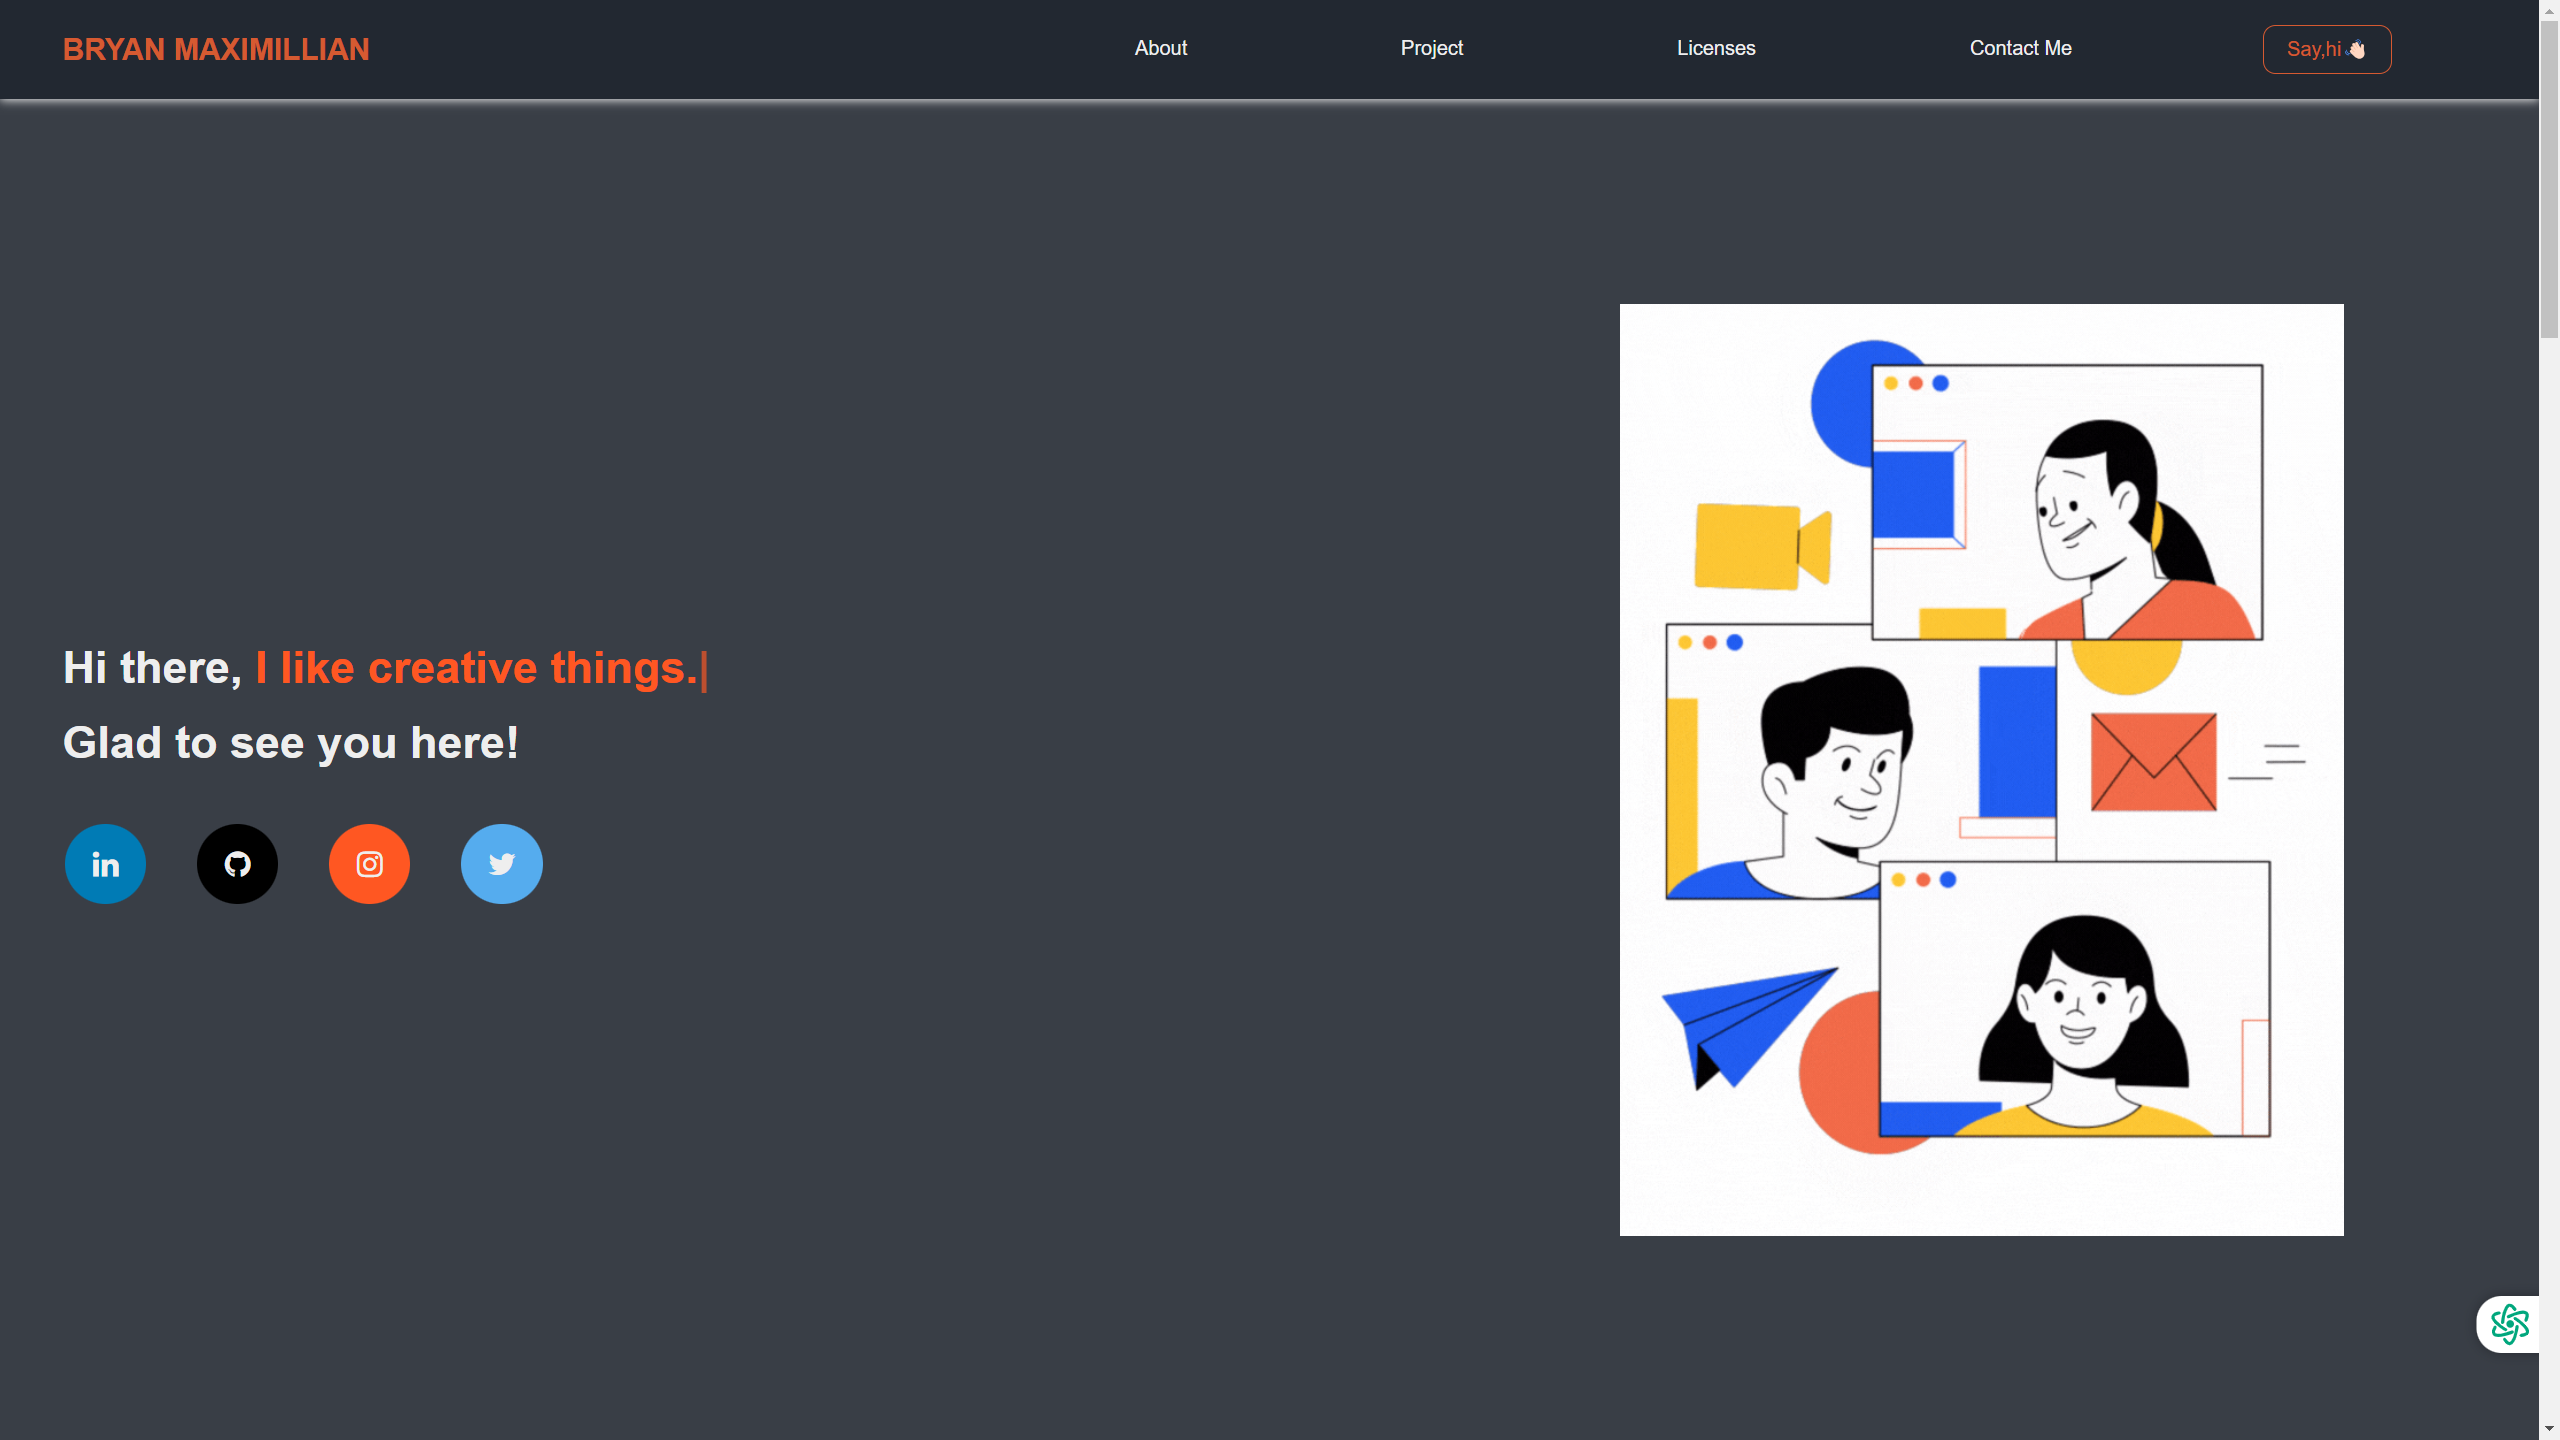 BRYAN MAXIMILLIAN
About
Project
Licenses
Contact Me
Say,hi👋🏻
Hi there, I like creative things.|
Glad to see you here!
in